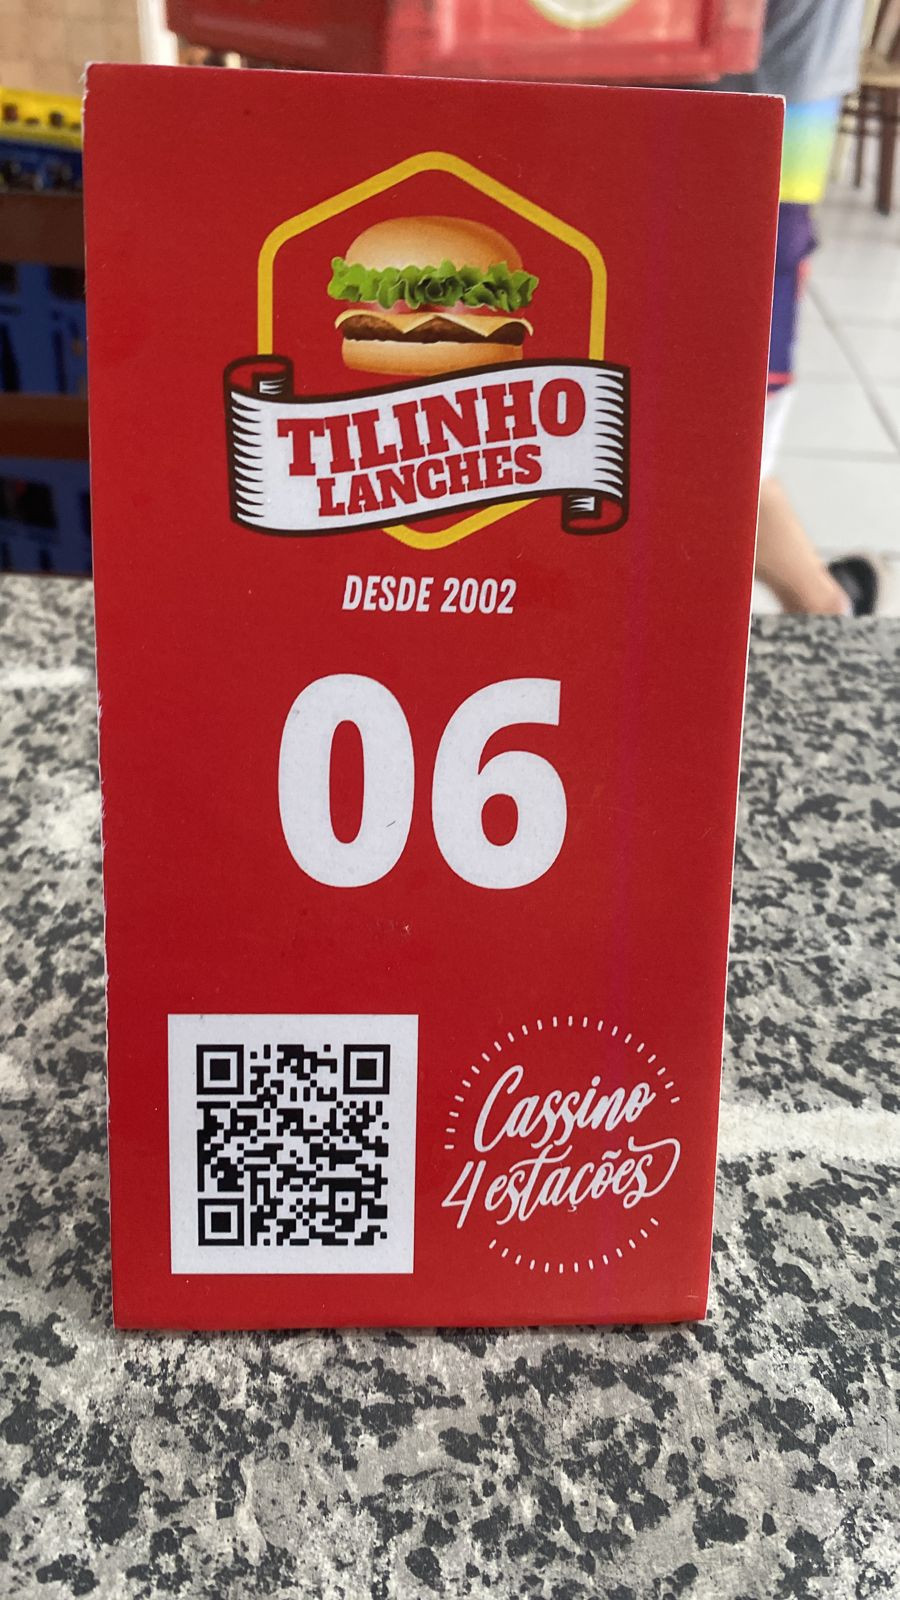 TILINHO
LANCHES
DESDE 2002
06
Cassino
4 estações